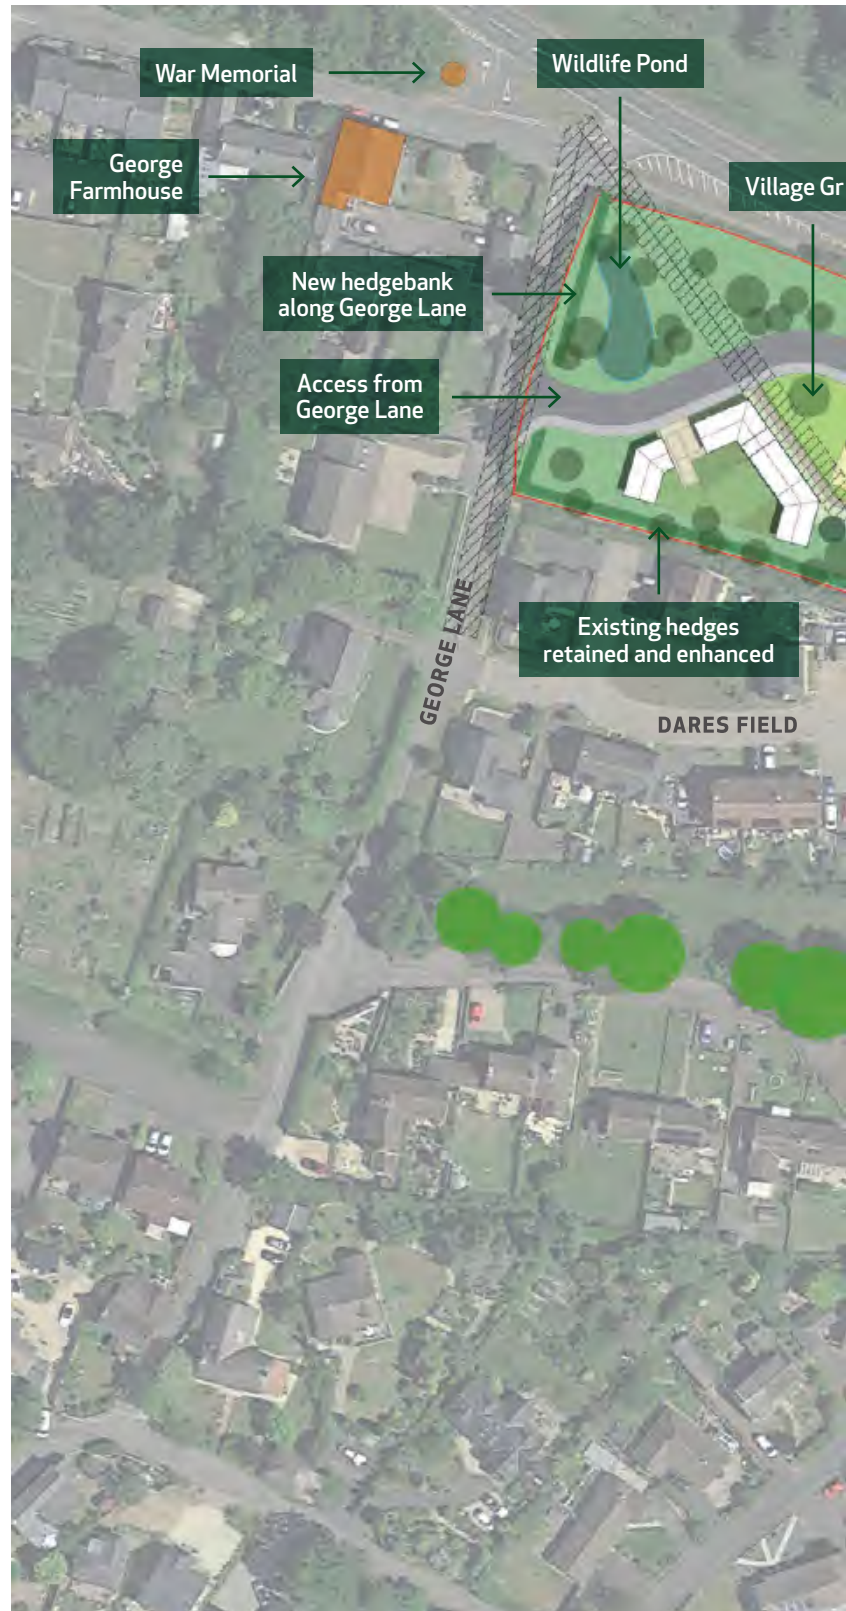 War Memorial
Wildlife Pond
George
Farmhouse
Village Gr
New hedgebank
along George Lane
Access from
George Lane
Existing hedges
retained and enhanced
GEORGE LANE
DARES FIELD